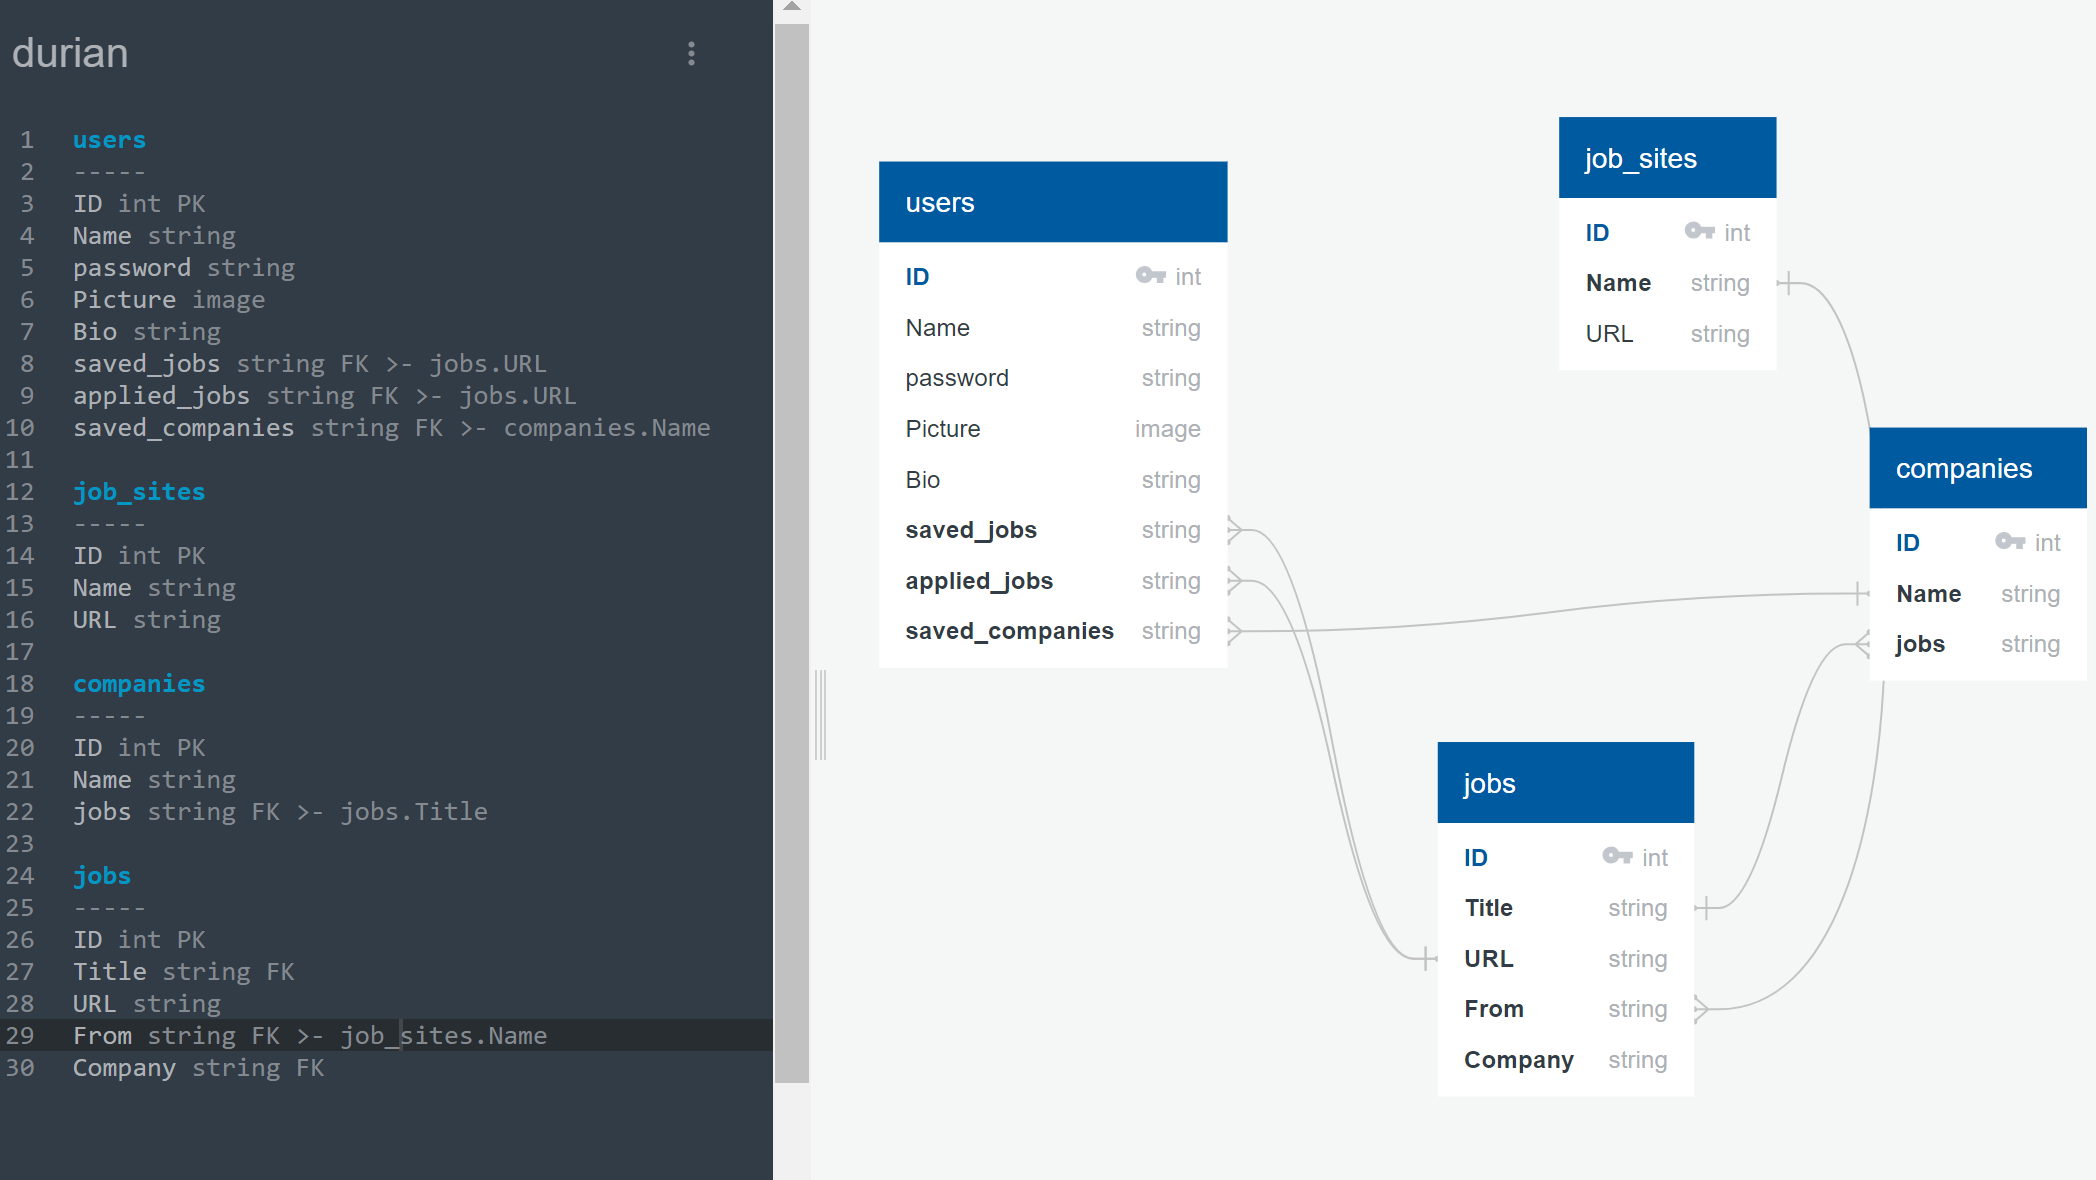 durian
1 users
2 -----
3 ID int PK
4 Name string
5 password string
6 Picture image
7 Bio string
8 saved_jobs string FK >- jobs.URL
9 applied_jobs string FK >- jobs.URL
10 saved_companies string FK >- companies.Name
11
12 job_sites
13 -----
14 ID int PK
15 Name string
16 URL string
17
18 companies
19 -----
20 ID int PK
21 Name string
22 jobs string FK >- jobs.Title
23
24 jobs
25 -----
26 ID int PK
27 Title string FK
28 URL string
29 From string FK >- job_sites.Name
30 Company string FK
users
ID int
Name string
password string
Picture image
Bio string
saved_jobs string
applied_jobs string
saved_companies string
job_sites
ID int
Name string
URL string
companies
ID int
Name string
jobs string
jobs
ID int
Title string
URL string
From string
Company string